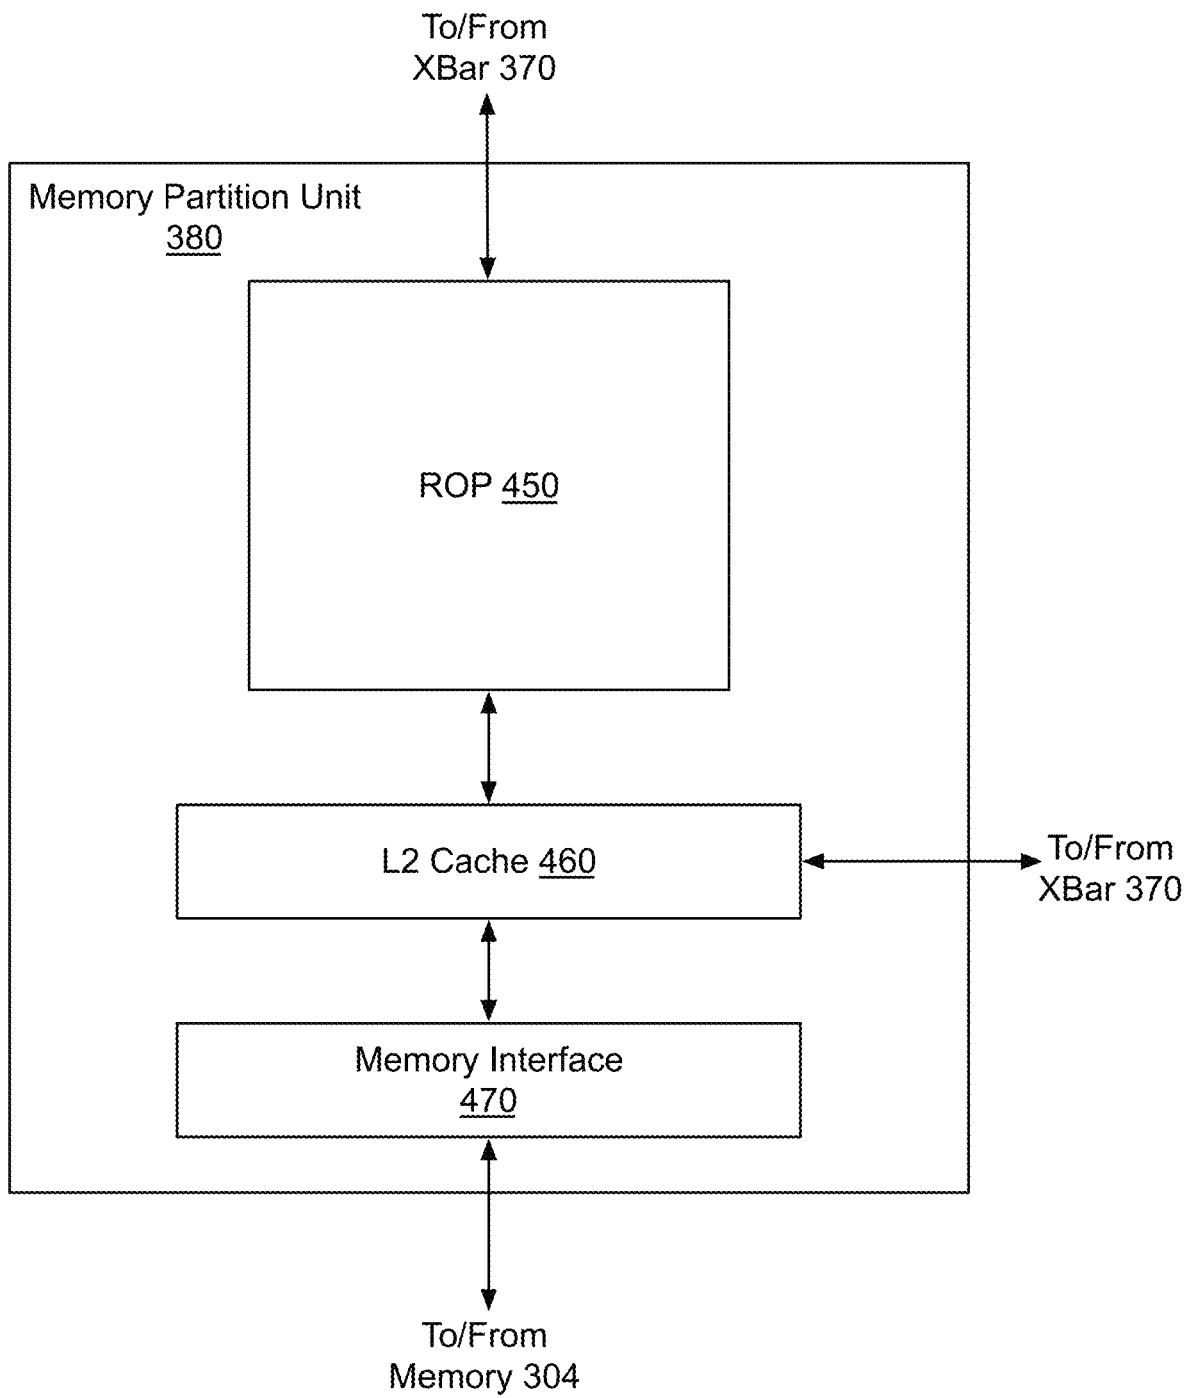 To/From
XBar 370
Memory Partition Unit
380
ROP 450
L2 Cache 460
To/From
XBar 370
Memory Interface
470
To/From
Memory 304